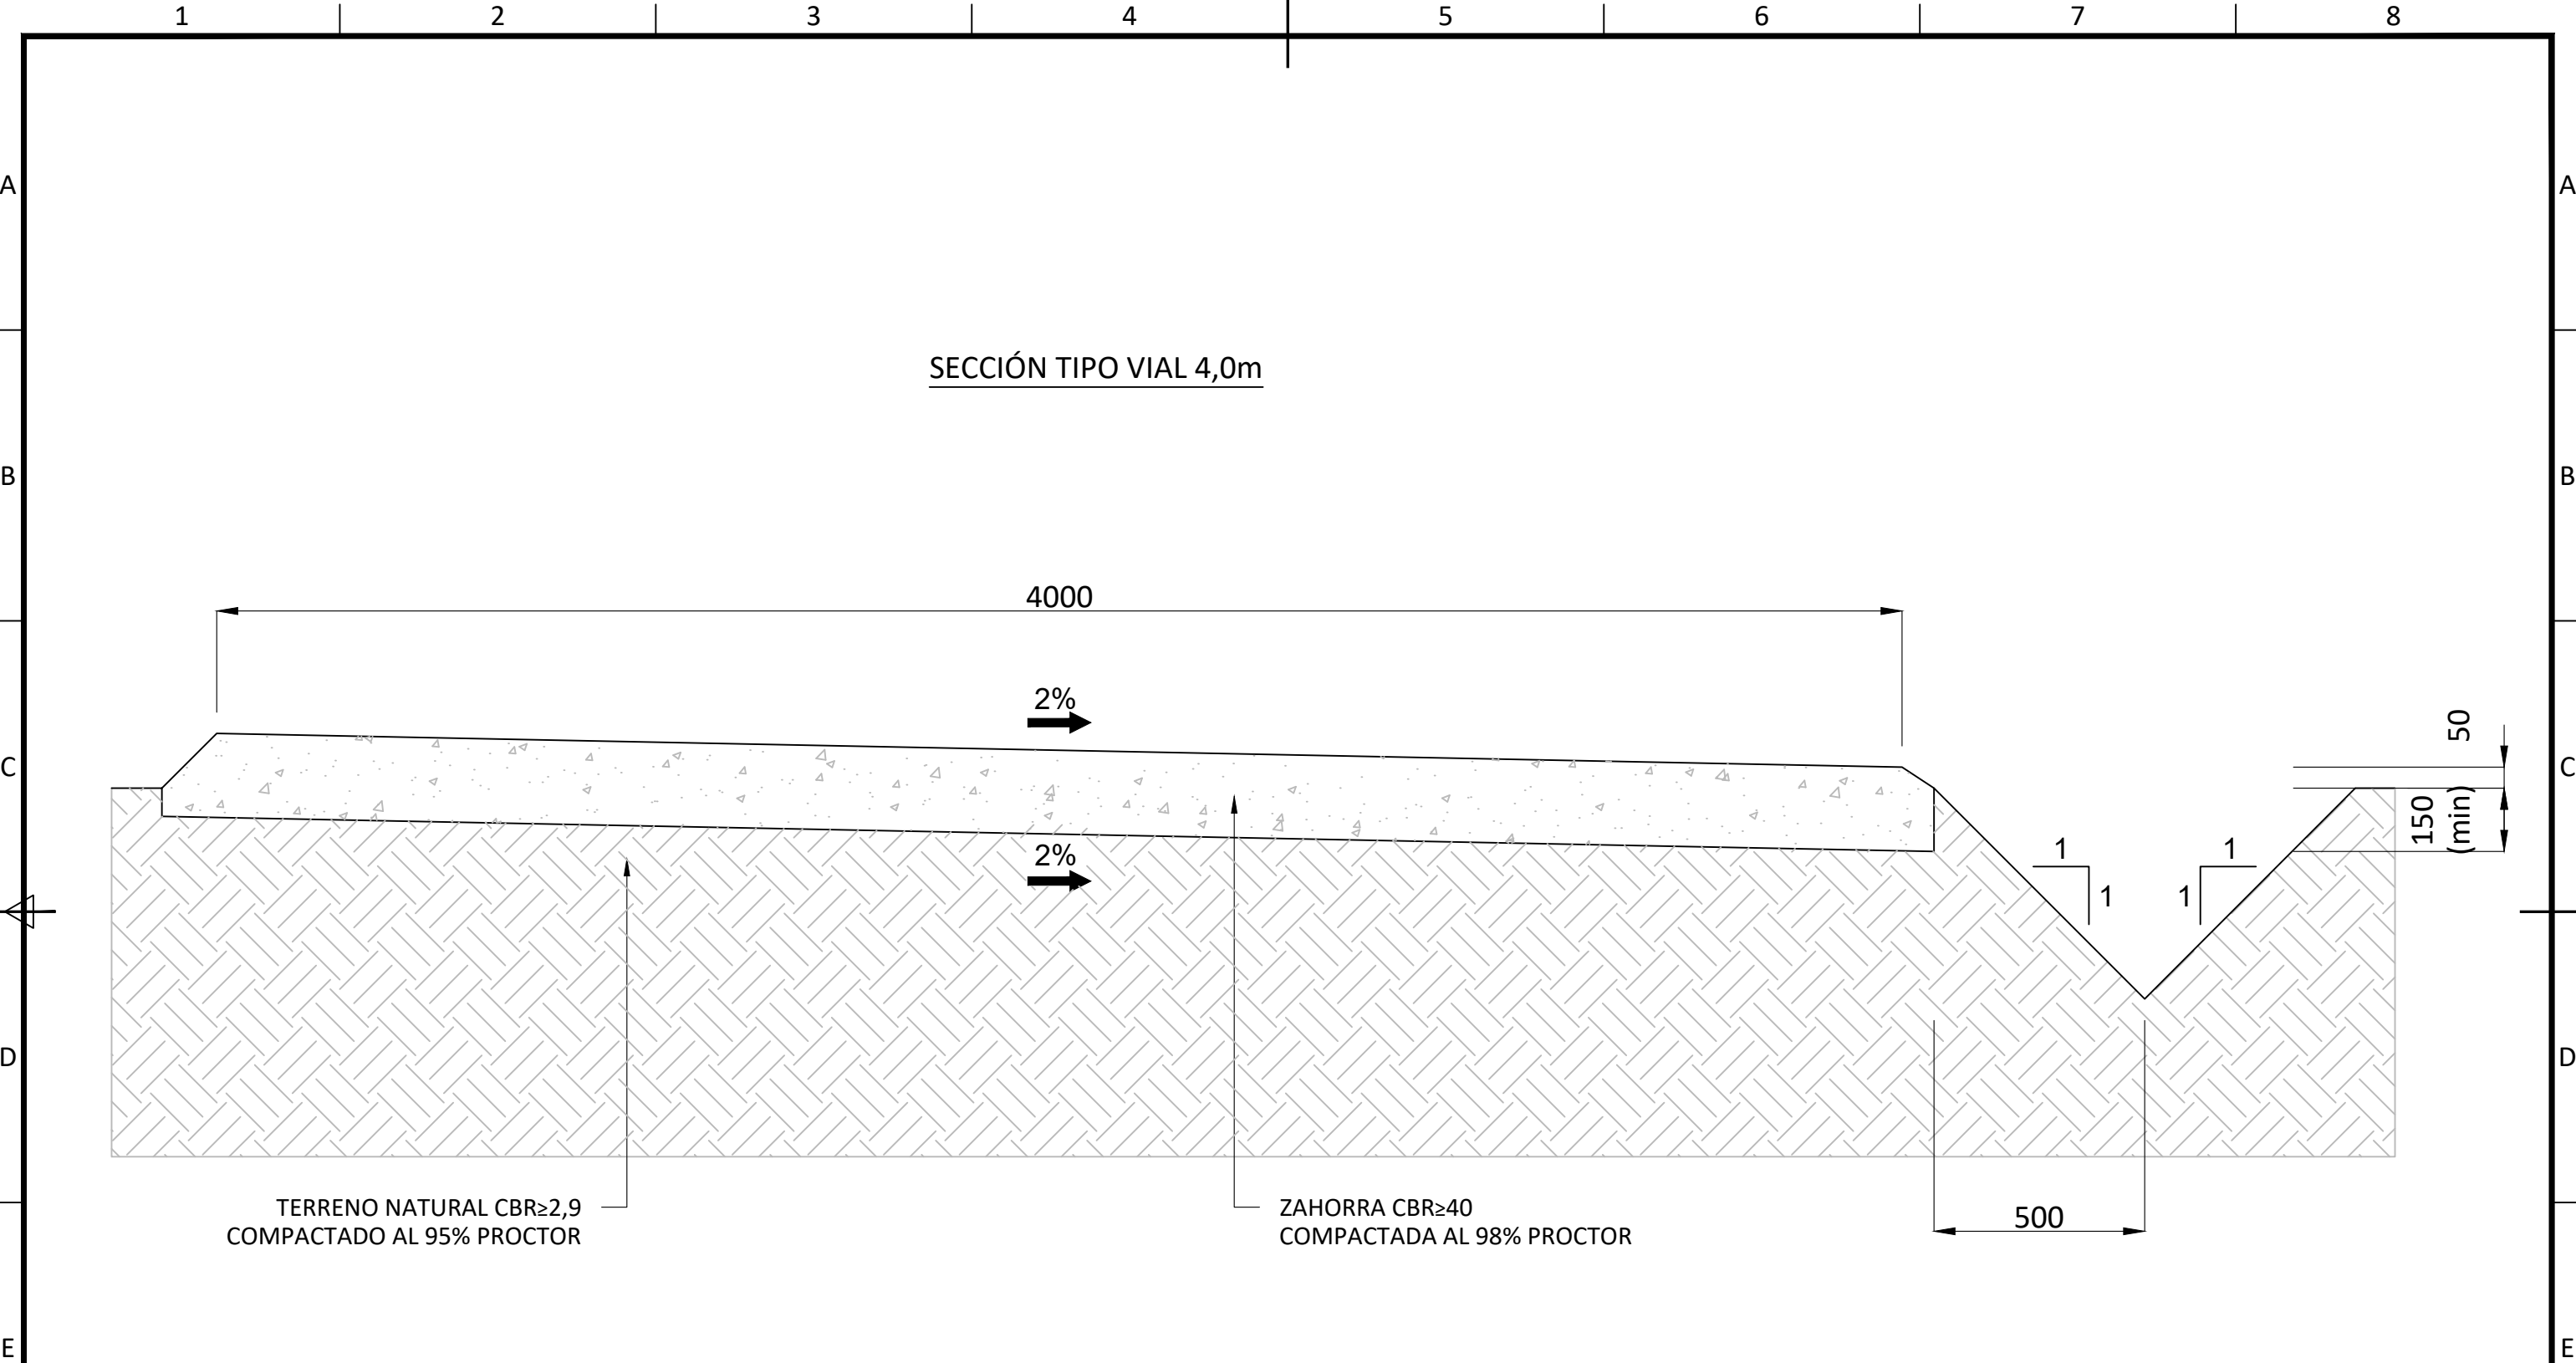 1 2 3 4 5 6 7 8
A A
SECCIÓN TIPO VIAL 4,0m
B B
4000
2%
50
C C
150
(min)
2%
1 1
1 1
D D
TERRENO NATURAL CBR≥2,9
COMPACTADO AL 95% PROCTOR
ZAHORRA CBR≥40
COMPACTADA AL 98% PROCTOR
500
E E